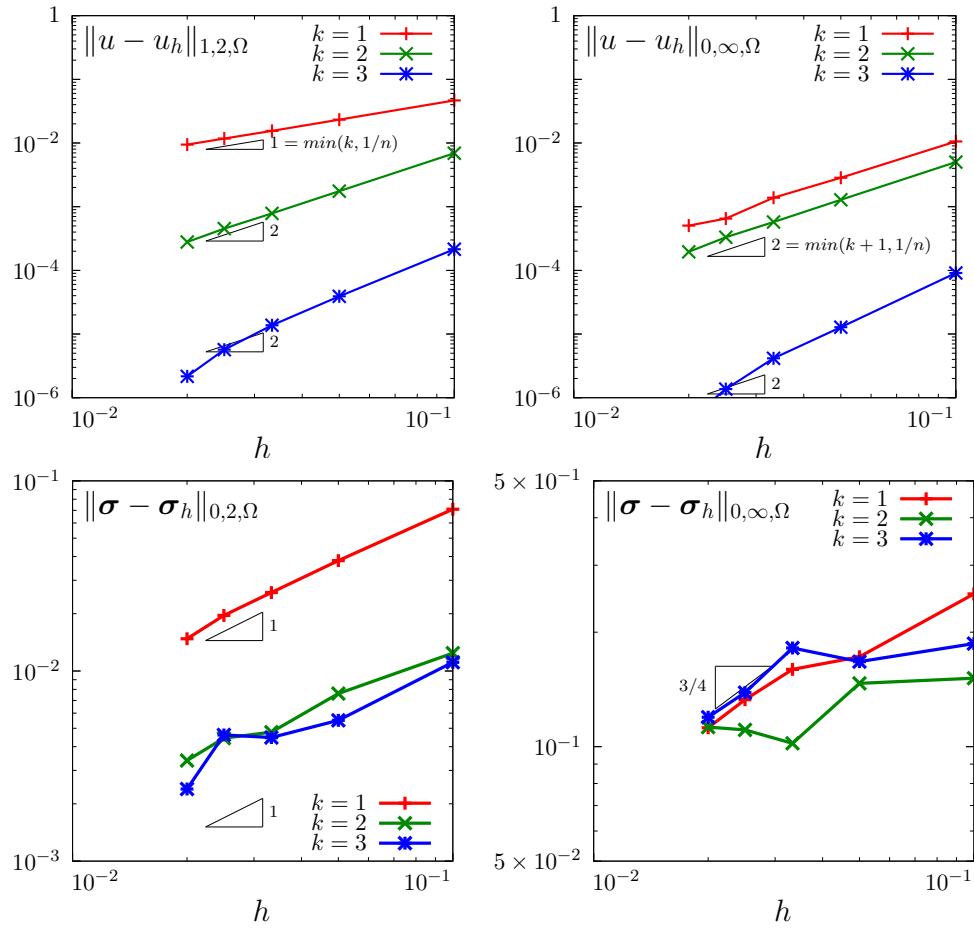 ‖u − u_h‖_{1,2,Ω}
k = 1
k = 2
k = 3
1
10^{−2}
10^{−4}
10^{−6}
1 = min(k, 1/n)
2
2
10^{−2}
10^{−1}
h
‖u − u_h‖_{0,∞,Ω}
k = 1
k = 2
k = 3
1
10^{−2}
10^{−4}
10^{−6}
2 = min(k + 1, 1/n)
2
10^{−2}
10^{−1}
h
‖σ − σ_h‖_{0,2,Ω}
10^{−1}
10^{−2}
10^{−3}
1
1
k = 1
k = 2
k = 3
10^{−2}
10^{−1}
h
‖σ − σ_h‖_{0,∞,Ω}
k = 1
k = 2
k = 3
5 × 10^{−1}
3/4
10^{−1}
5 × 10^{−2}
10^{−2}
10^{−1}
h